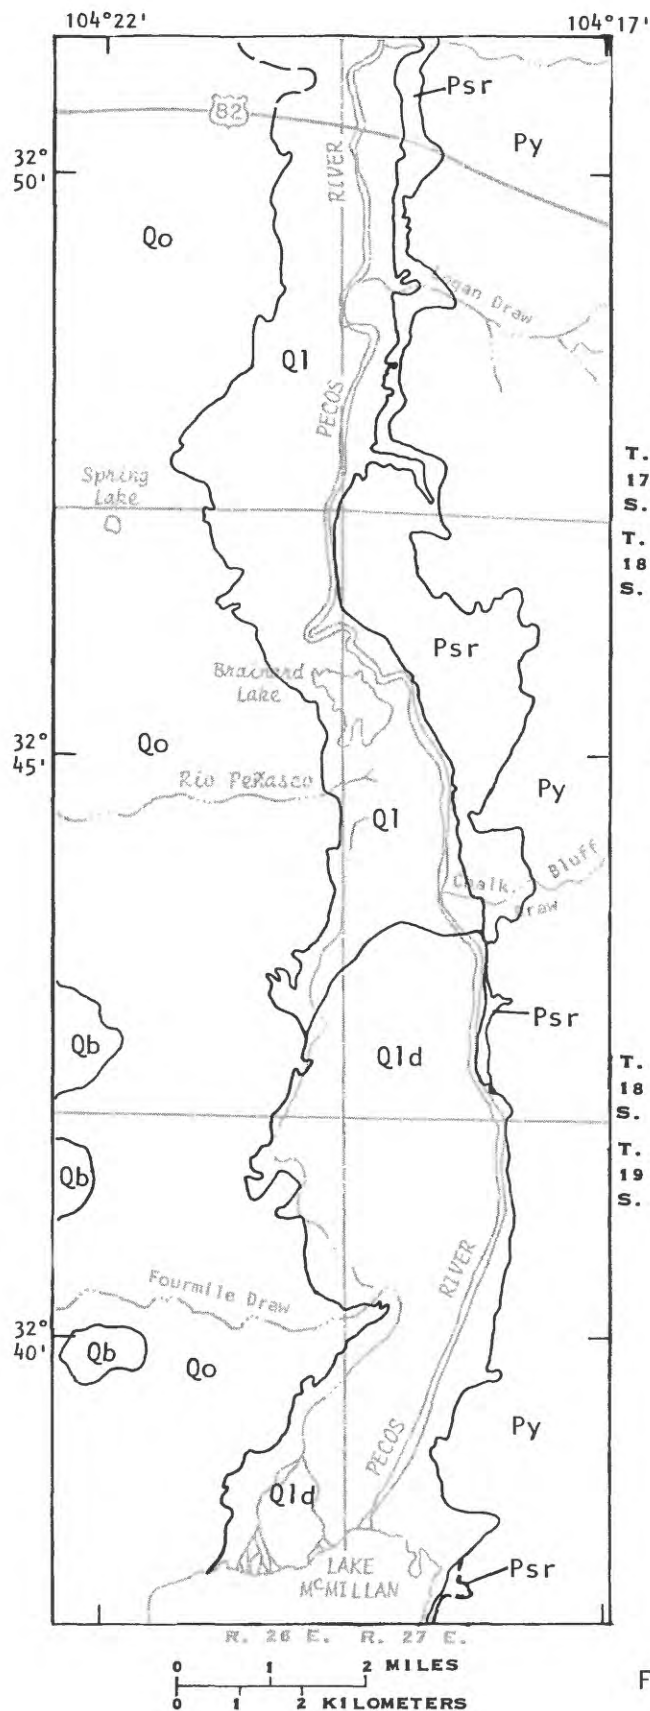 104°22' 104°17'
Psr
82
Py
32°
50'
RIVER
Qo
Logan Draw
Ql
PECOS
T.
17
S.
Spring
Lake
T.
18
S.
Psr
Brainard
Lake
32°
45'
Qo
Rio Peñasco
Py
Ql
Bluff
Chalk
Draw
Psr
Qb
Qld
T.
18
S.
T.
19
S.
Qb
RIVER
Fourmile Draw
32°
40'
Qb
Qo
PECOS
Py
Qld
LAKE
McMILLAN
Psr
R. 26 E. R. 27 E.
0 1 2 MILES
0 1 2 KILOMETERS
F